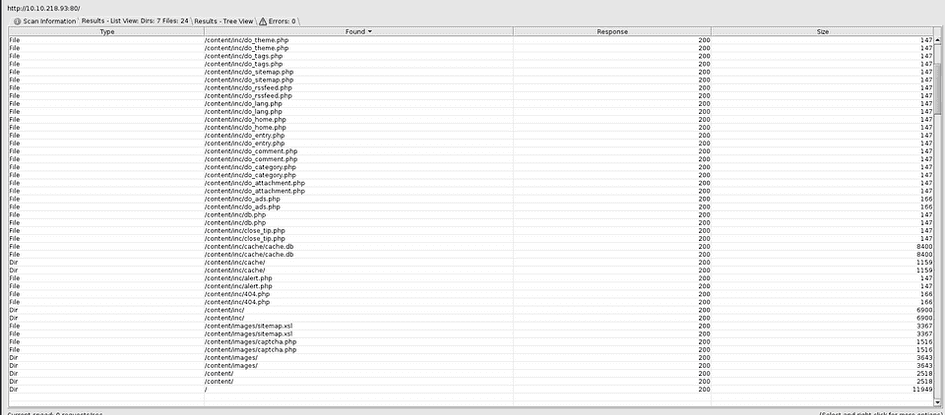 http://10.10.218.93:80/
Scan Information Results - List View: Dirs: 7 Files: 24 Results - Tree View Errors: 0
Type Found Response Size
File /content/inc/do_theme.php 200 147
File /content/inc/do_theme.php 200 147
File /content/inc/do_tags.php 200 147
File /content/inc/do_tags.php 200 147
File /content/inc/do_sitemap.php 200 147
File /content/inc/do_sitemap.php 200 147
File /content/inc/do_rssfeed.php 200 147
File /content/inc/do_rssfeed.php 200 147
File /content/inc/do_lang.php 200 147
File /content/inc/do_lang.php 200 147
File /content/inc/do_home.php 200 147
File /content/inc/do_home.php 200 147
File /content/inc/do_entry.php 200 147
File /content/inc/do_entry.php 200 147
File /content/inc/do_comment.php 200 147
File /content/inc/do_comment.php 200 147
File /content/inc/do_category.php 200 147
File /content/inc/do_category.php 200 147
File /content/inc/do_attachment.php 200 147
File /content/inc/do_attachment.php 200 147
File /content/inc/do_ads.php 200 166
File /content/inc/do_ads.php 200 166
File /content/inc/db.php 200 147
File /content/inc/db.php 200 147
File /content/inc/close_tip.php 200 147
File /content/inc/close_tip.php 200 147
File /content/inc/cache/cache.db 200 8400
File /content/inc/cache/cache.db 200 8400
Dir /content/inc/cache/ 200 1159
Dir /content/inc/cache/ 200 1159
File /content/inc/alert.php 200 147
File /content/inc/alert.php 200 147
File /content/inc/404.php 200 166
File /content/inc/404.php 200 166
Dir /content/inc/ 200 6900
Dir /content/inc/ 200 6900
File /content/images/sitemap.xsl 200 3367
File /content/images/sitemap.xsl 200 3367
File /content/images/captcha.php 200 1516
File /content/images/captcha.php 200 1516
Dir /content/images/ 200 3643
Dir /content/images/ 200 3643
Dir /content/ 200 2518
Dir /content/ 200 2518
Dir / 200 11949
Current speed: 0 requests/sec (Select and right click for more options)